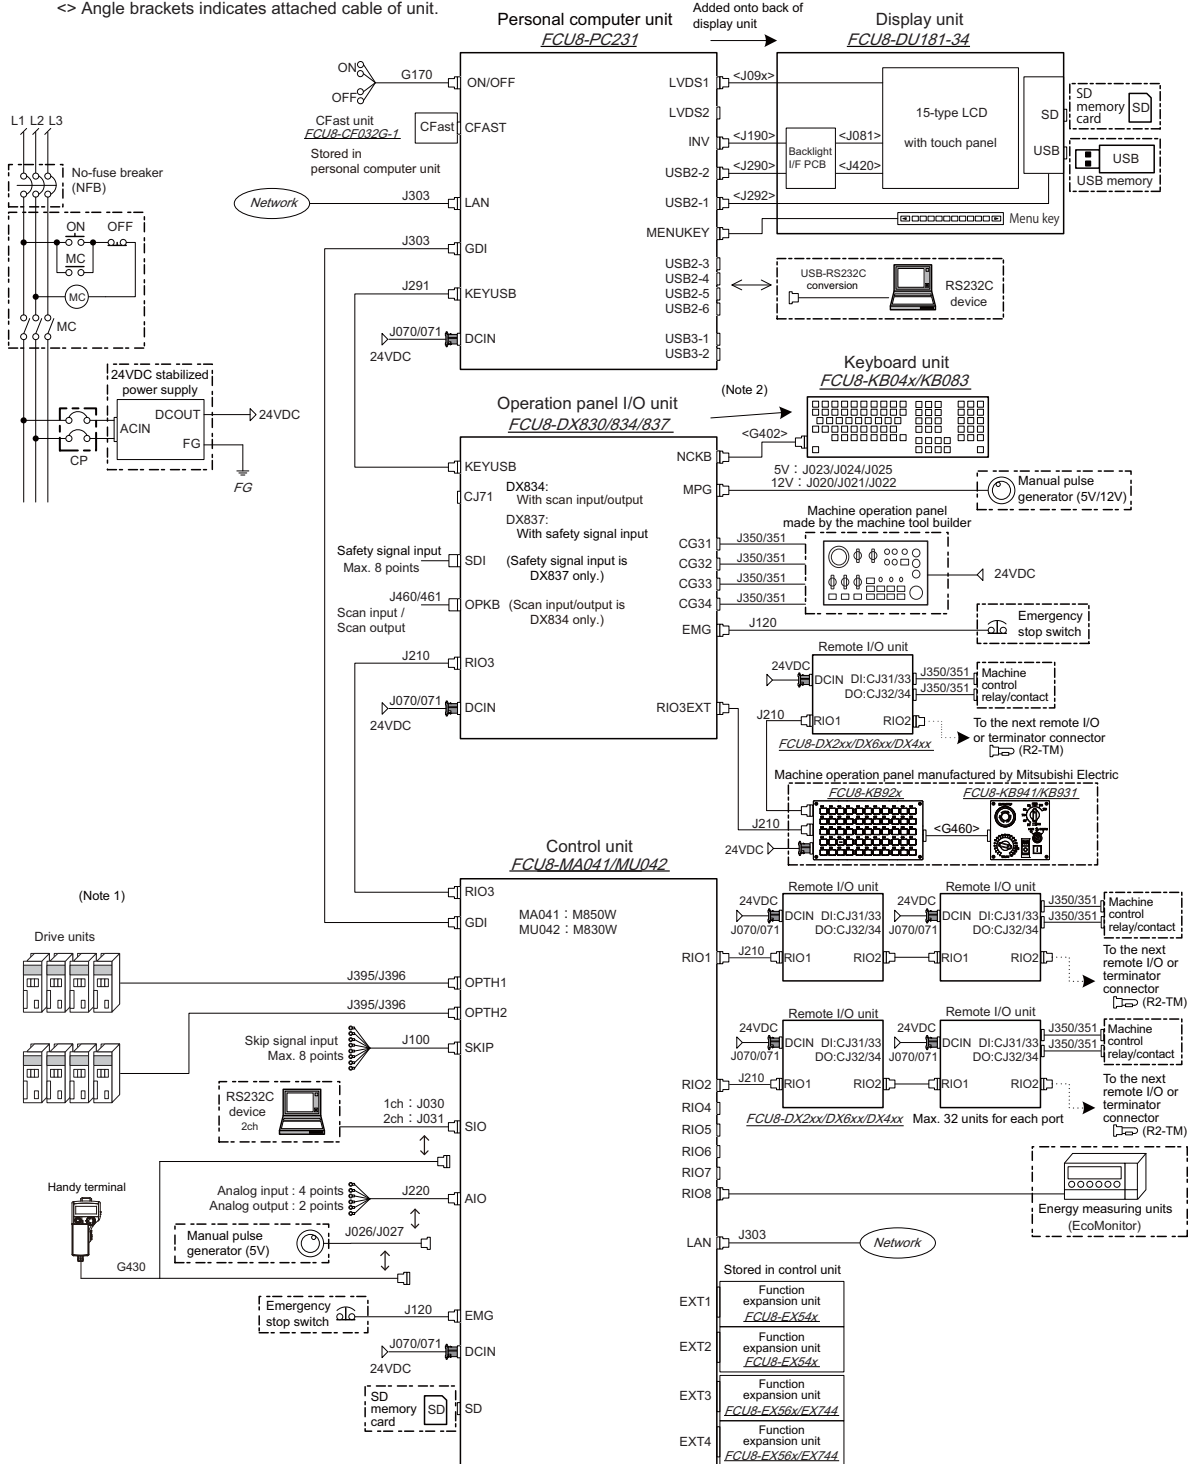 <> Angle brackets indicates attached cable of unit.
Personal computer unit
FCU8-PC231
Added onto back of
display unit
Display unit
FCU8-DU181-34
ON
OFF
G170
ON/OFF
CFast unit
FCU8-CF032G-1
CFast
CFAST
Stored in
personal computer unit
Network
J303
LAN
J303
GDI
J291
KEYUSB
J070/071
DCIN
24VDC
LVDS1
<J09x>
LVDS2
INV
<J190>
<J081>
USB2-2
<J290>
<J420>
USB2-1
<J292>
MENUKEY
Backlight
I/F PCB
15-type LCD
with touch panel
SD
USB
SD
memory
card
SD
USB
USB memory
Menu key
USB2-3
USB2-4
USB2-5
USB2-6
USB3-1
USB3-2
USB-RS232C
conversion
RS232C
device
L1 L2 L3
No-fuse breaker
(NFB)
ON
OFF
MC
MC
MC
24VDC stabilized
power supply
DCOUT
24VDC
ACIN
FG
CP
FG
Operation panel I/O unit
FCU8-DX830/834/837
(Note 2)
Keyboard unit
FCU8-KB04x/KB083
KEYUSB
CJ71
DX834:
With scan input/output
DX837:
With safety signal input
Safety signal input
Max. 8 points
SDI
(Safety signal input is
DX837 only.)
J460/461
Scan input /
Scan output
OPKB
(Scan input/output is
DX834 only.)
J210
RIO3
J070/071
DCIN
24VDC
NCKB
<G402>
MPG
5V : J023/J024/J025
12V : J020/J021/J022
Manual pulse
generator (5V/12V)
Machine operation panel
made by the machine tool builder
CG31
J350/351
CG32
J350/351
CG33
J350/351
CG34
J350/351
24VDC
EMG
J120
Emergency
stop switch
RIO3EXT
Remote I/O unit
24VDC
DCIN
DI:CJ31/33
DO:CJ32/34
J350/351
J350/351
Machine
control
relay/contact
J210
RIO1
RIO2
FCU8-DX2xx/DX6xx/DX4xx
To the next remote I/O
or terminator connector
(R2-TM)
Machine operation panel manufactured by Mitsubishi Electric
FCU8-KB92x
FCU8-KB941/KB931
J210
<G460>
24VDC
Control unit
FCU8-MA041/MU042
RIO3
GDI
MA041 : M850W
MU042 : M830W
(Note 1)
Drive units
J395/J396
OPTH1
J395/J396
OPTH2
Skip signal input
Max. 8 points
J100
SKIP
RS232C
device
2ch
1ch : J030
2ch : J031
SIO
Handy terminal
Analog input : 4 points
Analog output : 2 points
J220
AIO
Manual pulse
generator (5V)
J026/J027
G430
Emergency
stop switch
J120
EMG
J070/071
DCIN
24VDC
SD
memory
card
SD
SD
Remote I/O unit
Remote I/O unit
24VDC
DCIN
DI:CJ31/33
DO:CJ32/34
J070/071
24VDC
DCIN
DI:CJ31/33
DO:CJ32/34
J070/071
J350/351
J350/351
Machine
control
relay/contact
RIO1
J210
RIO1
RIO2
RIO1
RIO2
To the next
remote I/O or
terminator
connector
(R2-TM)
Remote I/O unit
Remote I/O unit
24VDC
DCIN
DI:CJ31/33
DO:CJ32/34
J070/071
24VDC
DCIN
DI:CJ31/33
DO:CJ32/34
J070/071
J350/351
J350/351
Machine
control
relay/contact
RIO2
J210
RIO1
RIO2
RIO1
RIO2
To the next
remote I/O or
terminator
connector
(R2-TM)
FCU8-DX2xx/DX6xx/DX4xx
Max. 32 units for each port
RIO4
RIO5
RIO6
RIO7
RIO8
Energy measuring units
(EcoMonitor)
LAN
J303
Network
Stored in control unit
EXT1
Function
expansion unit
FCU8-EX54x
EXT2
Function
expansion unit
FCU8-EX54x
EXT3
Function
expansion unit
FCU8-EX56x/EX744
EXT4
Function
expansion unit
FCU8-EX56x/EX744